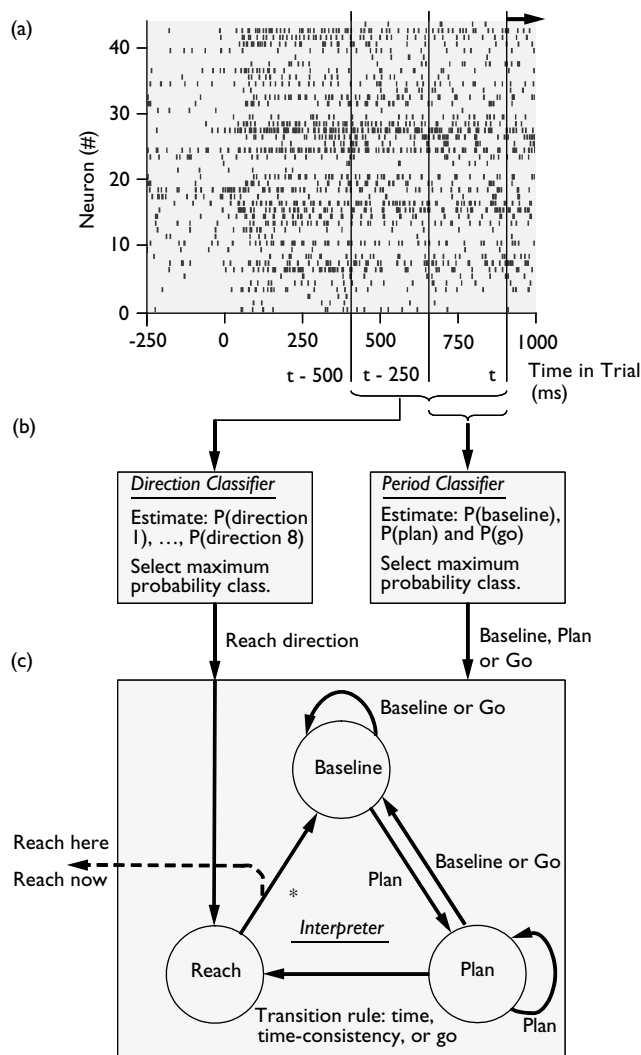 (a)
40
30
20
10
0
Neuron (#)
-250
0
250
500
750
1000
t - 500
t - 250
t
Time in Trial
(ms)
(b)
Direction Classifier
Estimate: P(direction
1), …, P(direction 8)
Select maximum
probability class.
Period Classifier
Estimate: P(baseline),
P(plan) and P(go)
Select maximum
probability class.
Reach direction
Baseline, Plan
or Go
(c)
Baseline or Go
Baseline
Reach here
Reach now
Baseline or Go
Plan
*
Interpreter
Reach
Plan
Plan
Transition rule: time,
time-consistency, or go